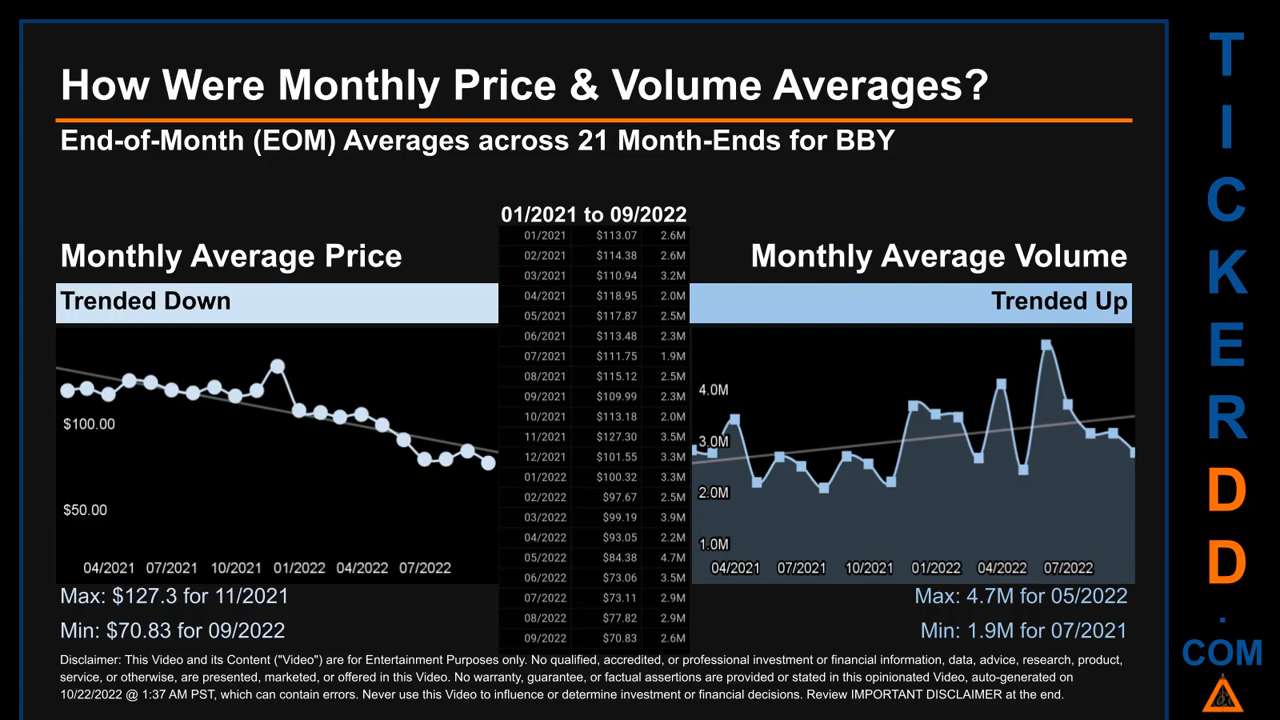 How Were Monthly Price & Volume Averages?
End-of-Month (EOM) Averages across 21 Month-Ends for BBY
01/2021 to 09/2022
Monthly Average Price
Trended Down
$100.00
$50.00
04/2021 07/2021 10/2021 01/2022 04/2022 07/2022
Max: $127.3 for 11/2021
Min: $70.83 for 09/2022
01/2021 $113.07 2.6M
02/2021 $114.38 2.6M
03/2021 $110.94 3.2M
04/2021 $118.95 2.0M
05/2021 $117.87 2.5M
06/2021 $113.48 2.3M
07/2021 $111.75 1.9M
08/2021 $115.12 2.5M
09/2021 $109.99 2.3M
10/2021 $113.18 2.0M
11/2021 $127.30 3.5M
12/2021 $101.55 3.3M
01/2022 $100.32 3.3M
02/2022 $97.67 2.5M
03/2022 $99.19 3.9M
04/2022 $93.05 2.2M
05/2022 $84.38 4.7M
06/2022 $73.06 3.5M
07/2022 $73.11 2.9M
08/2022 $77.82 2.9M
09/2022 $70.83 2.6M
Monthly Average Volume
Trended Up
4.0M
3.0M
2.0M
1.0M
04/2021 07/2021 10/2021 01/2022 04/2022 07/2022
Max: 4.7M for 05/2022
Min: 1.9M for 07/2021
Disclaimer: This Video and its Content ("Video") are for Entertainment Purposes only. No qualified, accredited, or professional investment or financial information, data, advice, research, product,
service, or otherwise, are presented, marketed, or offered in this Video. No warranty, guarantee, or factual assertions are provided or stated in this opinionated Video, auto-generated on
10/22/2022 @ 1:37 AM PST, which can contain errors. Never use this Video to influence or determine investment or financial decisions. Review IMPORTANT DISCLAIMER at the end.
T
I
C
K
E
R
D
D
.
COM